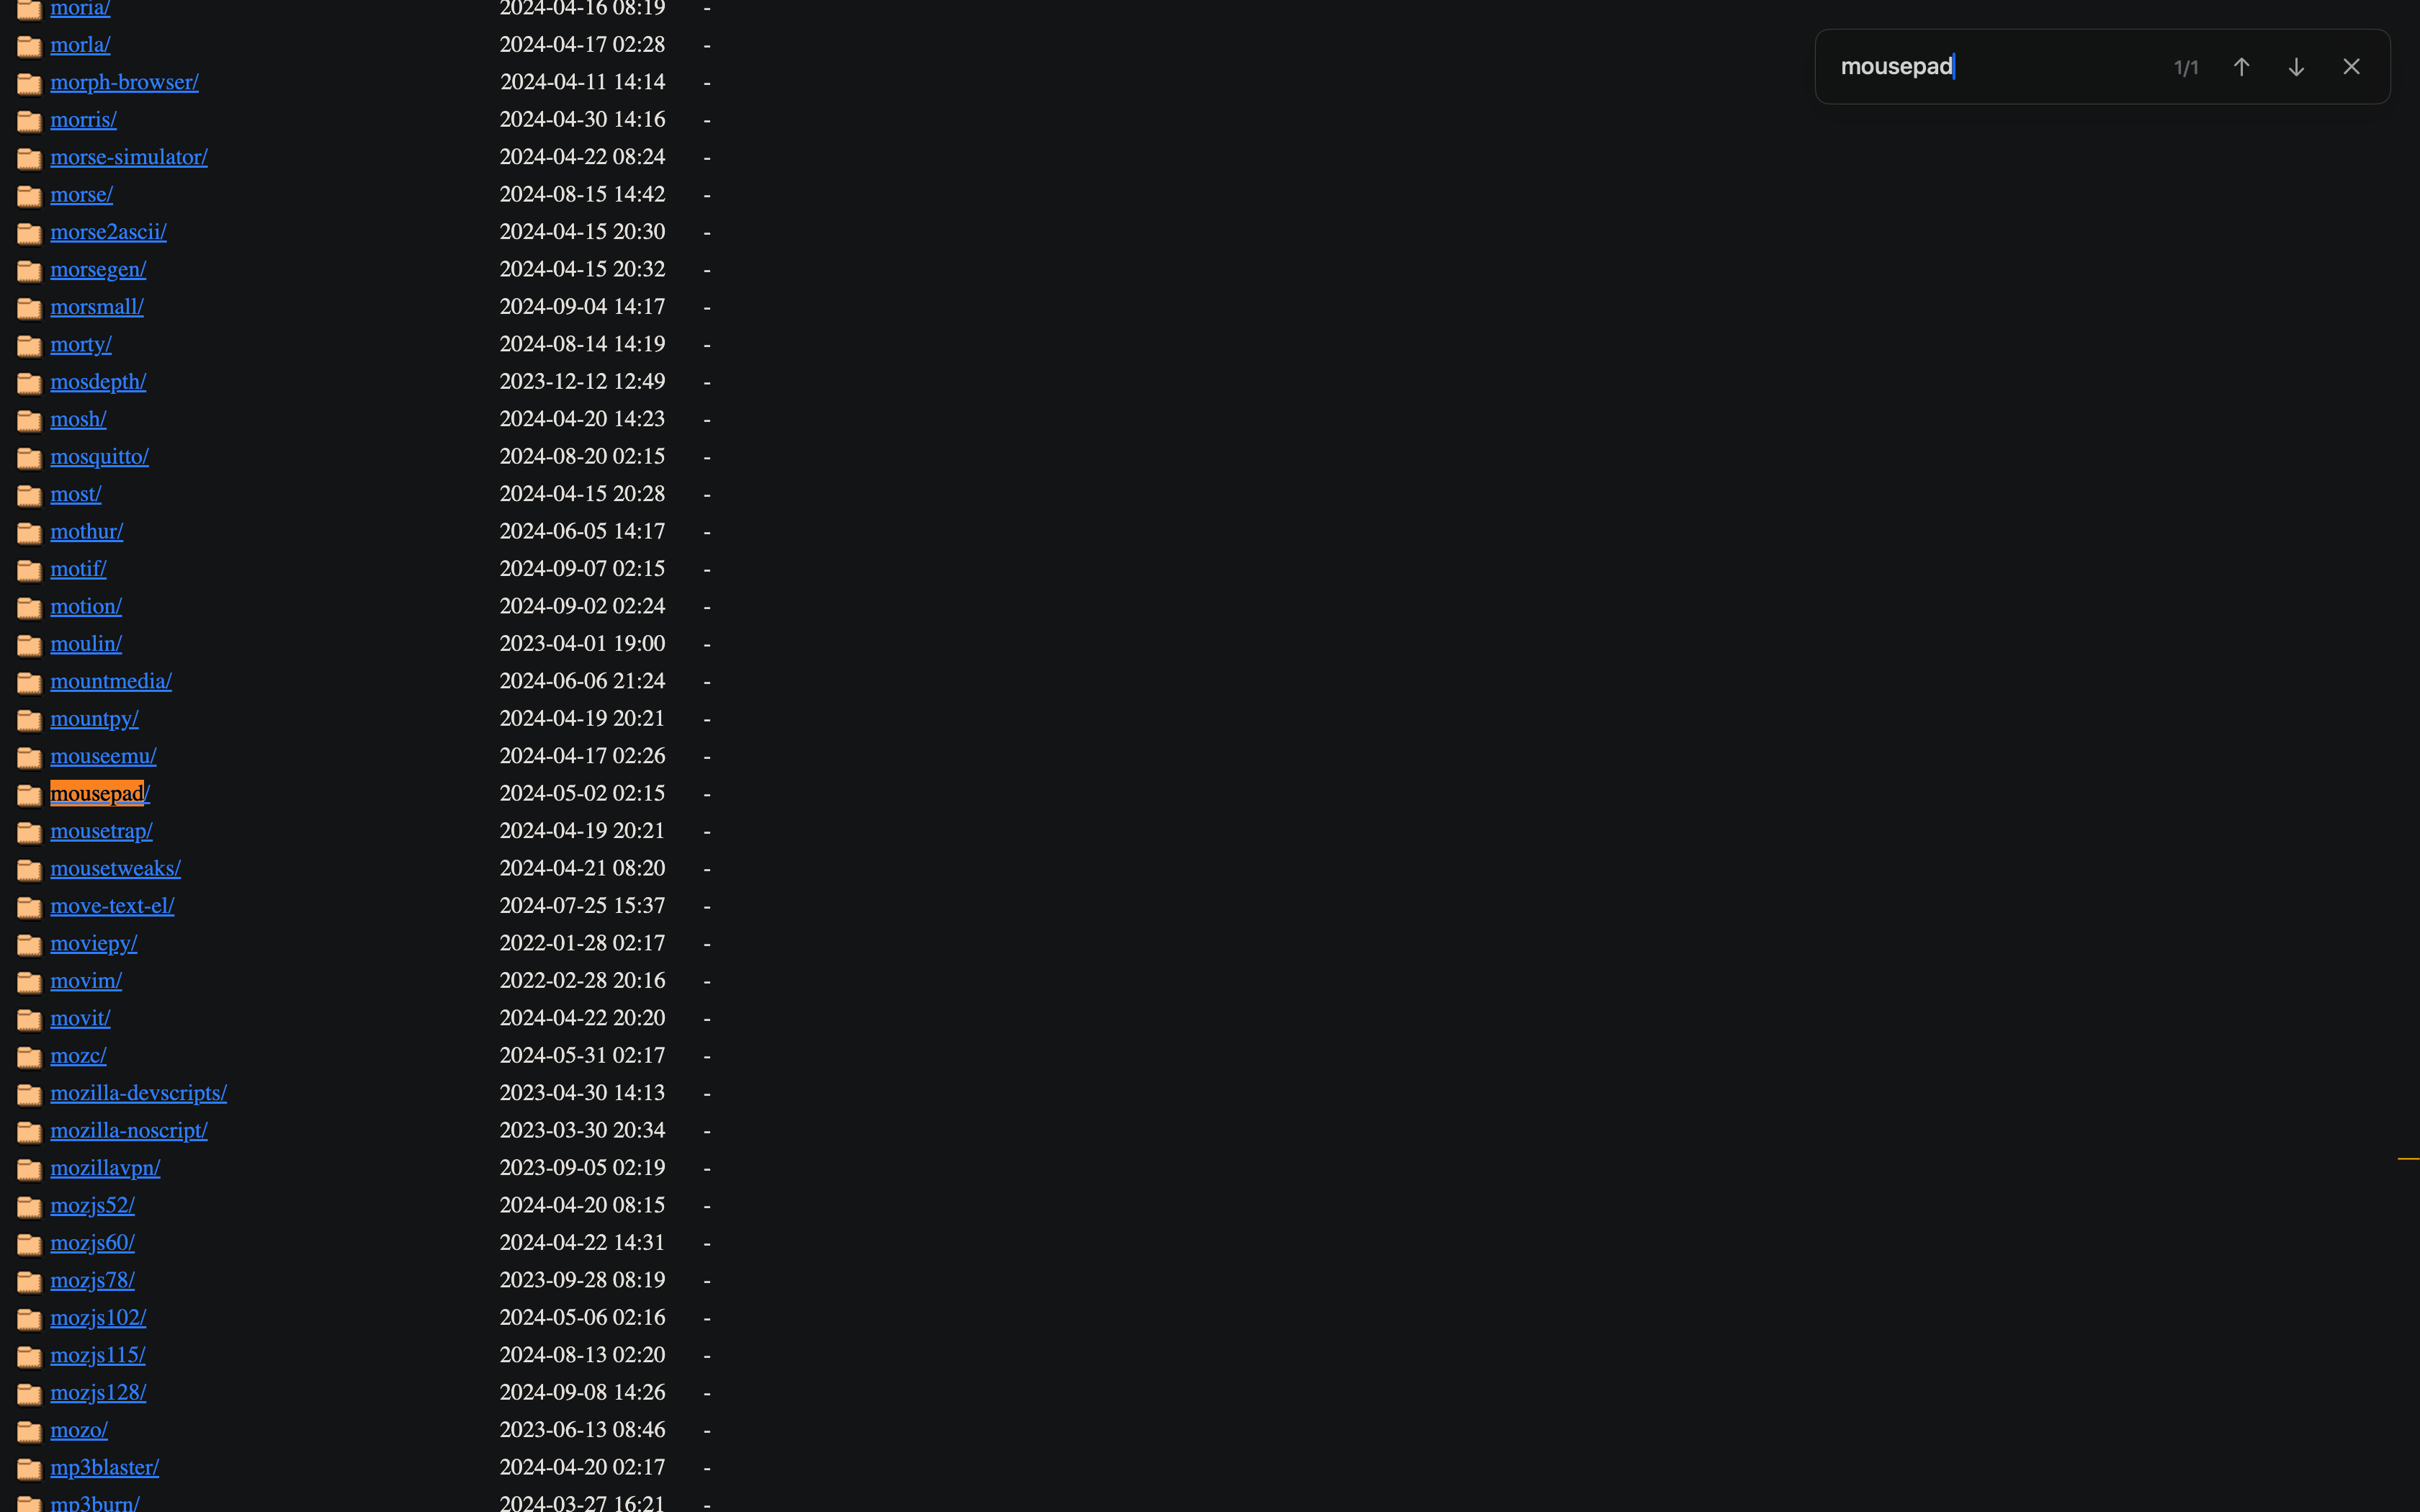 moria/ 2024-04-16 08:19 -
mousepad 1/1
morla/ 2024-04-17 02:28 -
morph-browser/ 2024-04-11 14:14 -
morris/ 2024-04-30 14:16 -
morse-simulator/ 2024-04-22 08:24 -
morse/ 2024-08-15 14:42 -
morse2ascii/ 2024-04-15 20:30 -
morsegen/ 2024-04-15 20:32 -
morsmall/ 2024-09-04 14:17 -
morty/ 2024-08-14 14:19 -
mosdepth/ 2023-12-12 12:49 -
mosh/ 2024-04-20 14:23 -
mosquitto/ 2024-08-20 02:15 -
most/ 2024-04-15 20:28 -
mothur/ 2024-06-05 14:17 -
motif/ 2024-09-07 02:15 -
motion/ 2024-09-02 02:24 -
moulin/ 2023-04-01 19:00 -
mountmedia/ 2024-06-06 21:24 -
mountpy/ 2024-04-19 20:21 -
mouseemu/ 2024-04-17 02:26 -
mousepad/ 2024-05-02 02:15 -
mousetrap/ 2024-04-19 20:21 -
mousetweaks/ 2024-04-21 08:20 -
move-text-el/ 2024-07-25 15:37 -
moviepy/ 2022-01-28 02:17 -
movim/ 2022-02-28 20:16 -
movit/ 2024-04-22 20:20 -
mozc/ 2024-05-31 02:17 -
mozilla-devscripts/ 2023-04-30 14:13 -
mozilla-noscript/ 2023-03-30 20:34 -
mozillavpn/ 2023-09-05 02:19 -
mozjs52/ 2024-04-20 08:15 -
mozjs60/ 2024-04-22 14:31 -
mozjs78/ 2023-09-28 08:19 -
mozjs102/ 2024-05-06 02:16 -
mozjs115/ 2024-08-13 02:20 -
mozjs128/ 2024-09-08 14:26 -
mozo/ 2023-06-13 08:46 -
mp3blaster/ 2024-04-20 02:17 -
mp3burn/ 2024-03-27 16:21 -